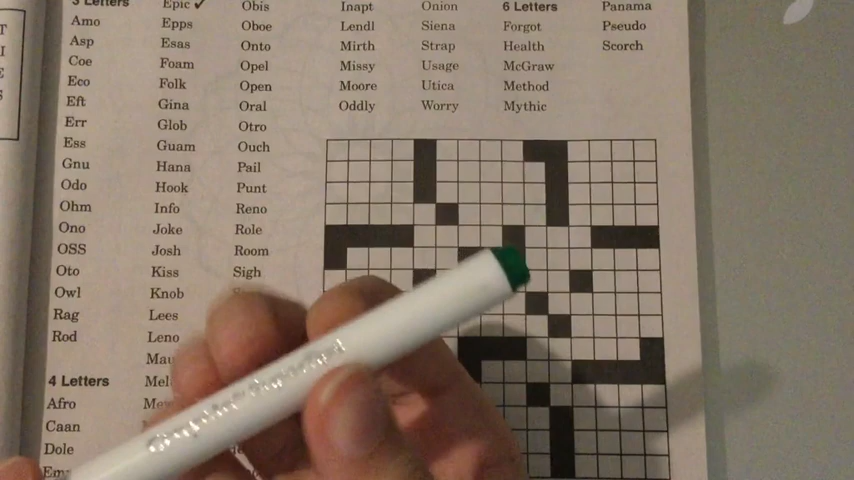 3 Letters
Amo
Asp
Coe
Eco
Eft
Err
Ess
Gnu
Odo
Ohm
Ono
OSS
Oto
Owl
Rag
Rod
4 Letters
Afro
Caan
Dole
Epic ✓
Epps
Esas
Foam
Folk
Gina
Glob
Guam
Hana
Hook
Info
Joke
Josh
Kiss
Knob
Lees
Leno
Obis
Oboe
Onto
Opel
Open
Oral
Otro
Ouch
Pail
Punt
Reno
Role
Room
Sigh
Inapt
Lendl
Mirth
Missy
Moore
Oddly
Onion
Siena
Strap
Usage
Utica
Worry
6 Letters
Forgot
Health
McGraw
Method
Mythic
Panama
Pseudo
Scorch